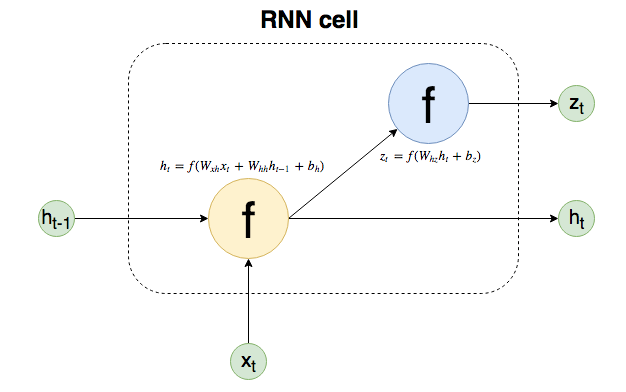 RNN cell
f
z_t
z_t = f(W_{hz}h_t + b_z)
h_t = f(W_{xh}x_t + W_{hh}h_{t-1} + b_h)
h_{t-1}
f
h_t
x_t